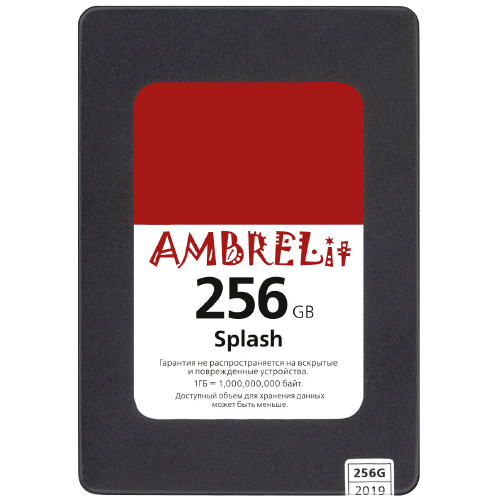 AMBRELit
256 GB
Splash
Гарантия не распространяется на вскрытые
и поврежденные устройства.
1ГБ = 1,000,000,000 байт.
Доступный объем для хранения данных
может быть меньше.
256G
2019